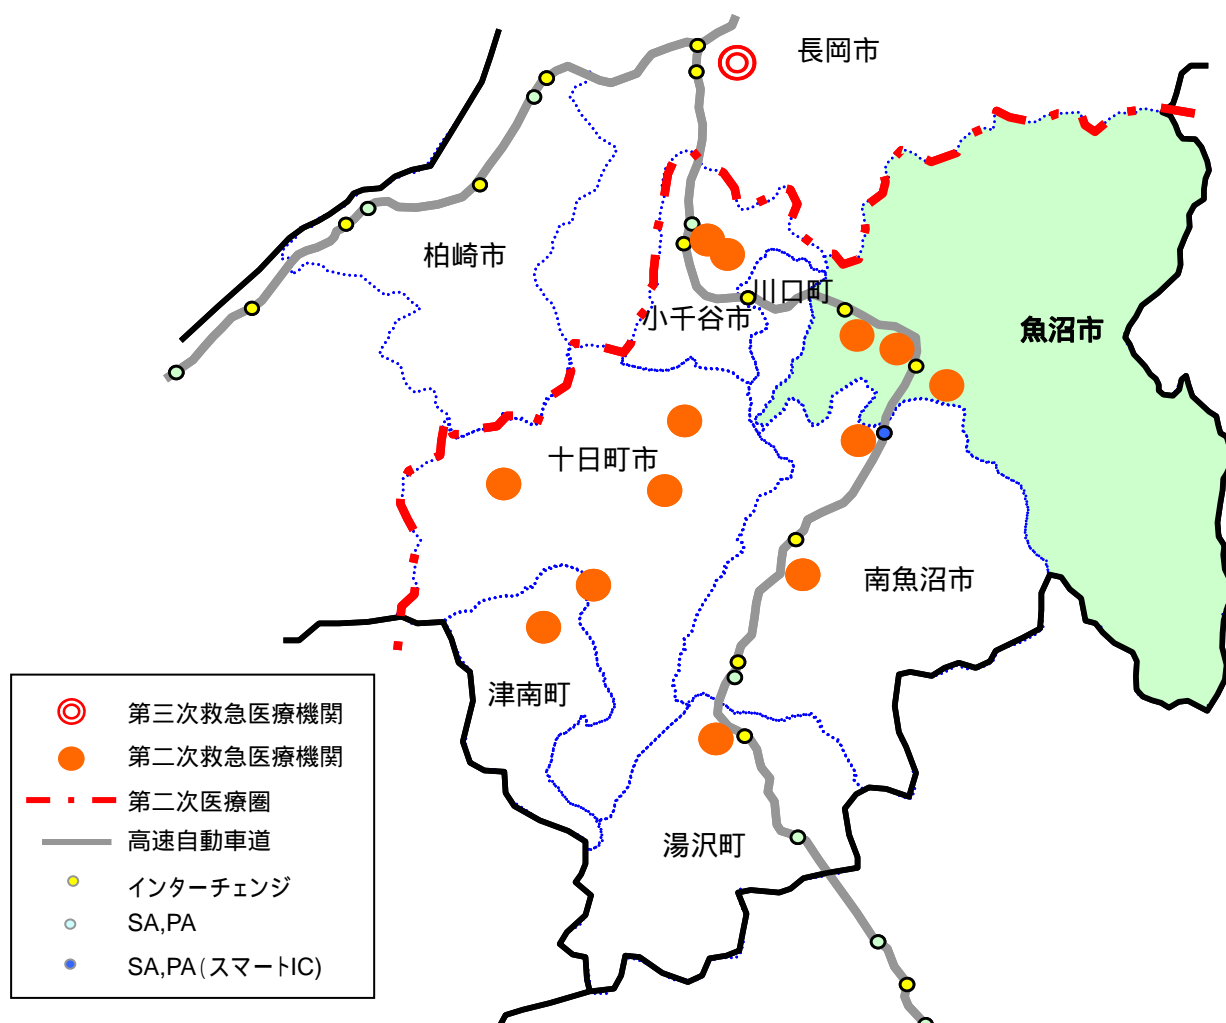 長岡市
柏崎市
川口町
小千谷市
魚沼市
十日町市
南魚沼市
津南町
湯沢町
第三次救急医療機関
第二次救急医療機関
第二次医療圏
高速自動車道
インターチェンジ
SA,PA
SA,PA(スマートIC)